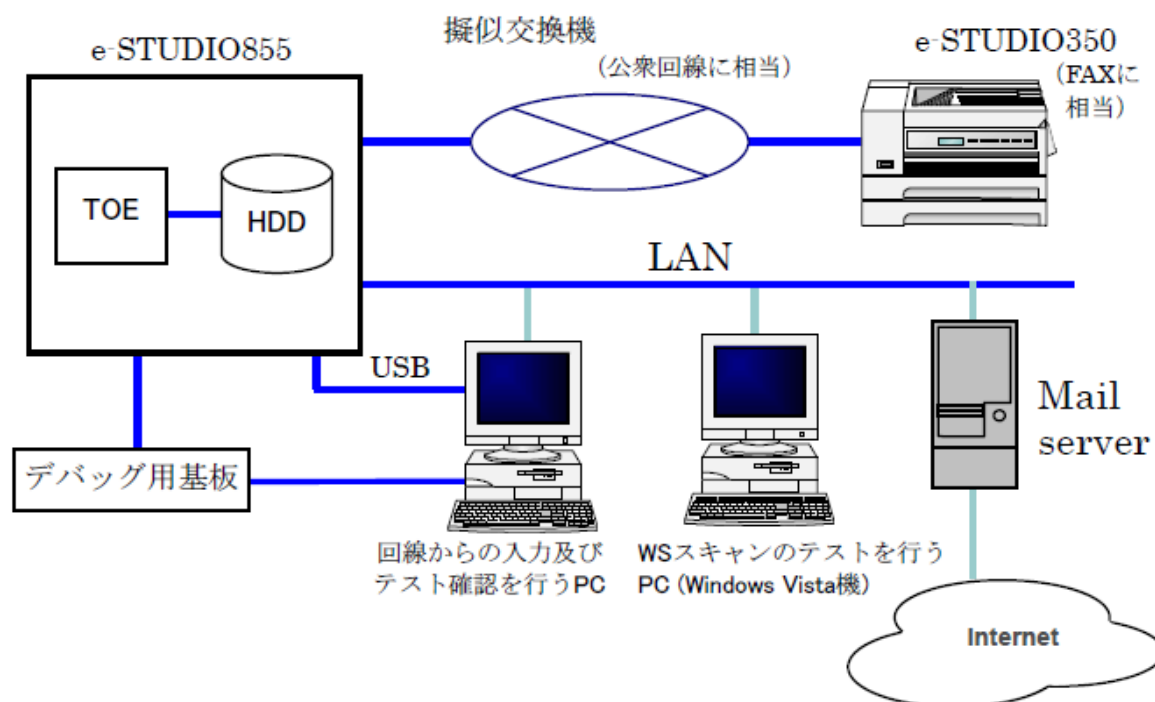 e-STUDIO855
擬似交換機
(公衆回線に相当)
e-STUDIO350
(FAXに
相当)
TOE
HDD
LAN
USB
Mail
server
デバッグ用基板
回線からの入力及び
テスト確認を行うPC
WSスキャンのテストを行う
PC (Windows Vista機)
Internet